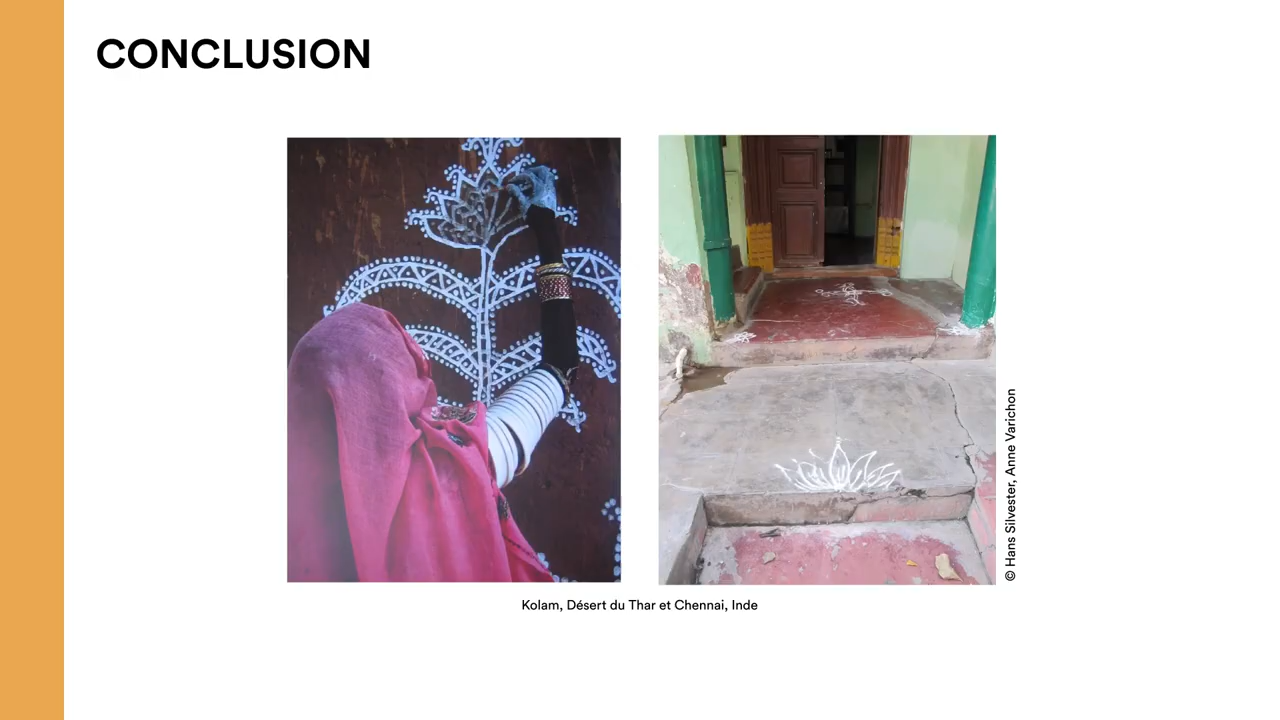 CONCLUSION
© Hans Silvester, Anne Varichon
Kolam, Désert du Thar et Chennai, Inde